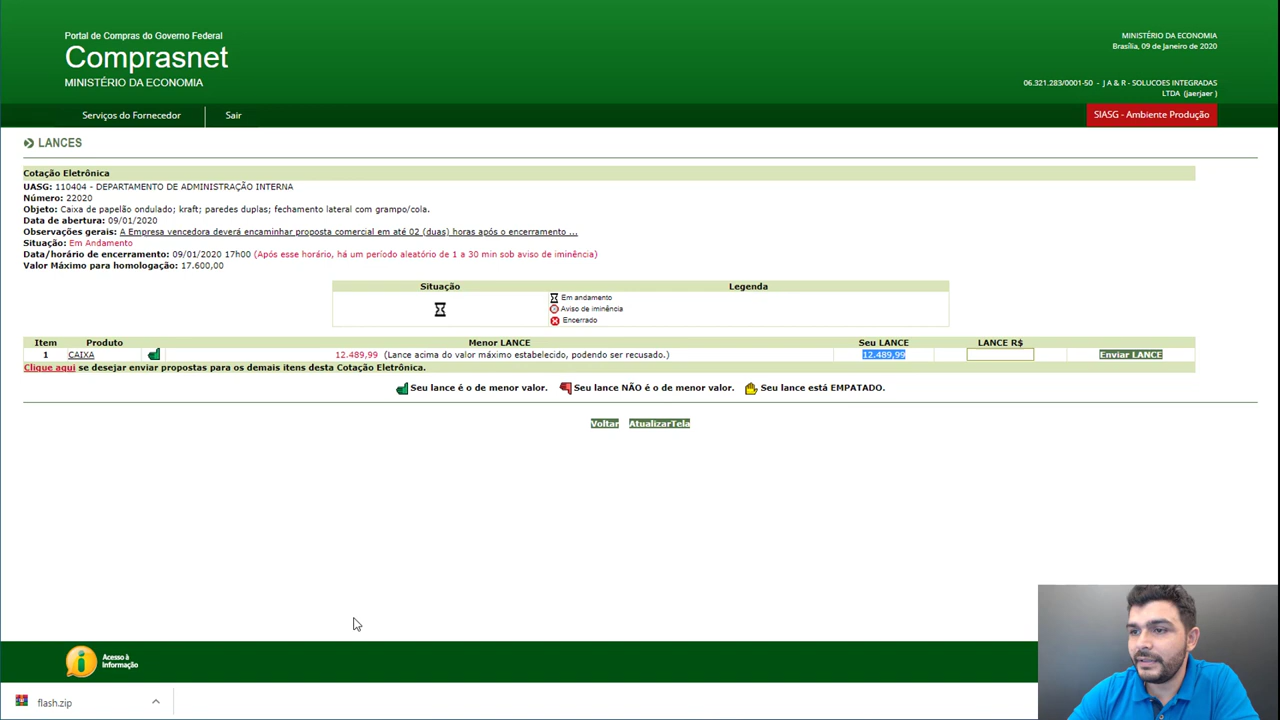 Portal de Compras do Governo Federal
Comprasnet
MINISTÉRIO DA ECONOMIA
MINISTÉRIO DA ECONOMIA
Brasília, 09 de Janeiro de 2020
06.321.283/0001-50 - J A & R - SOLUCOES INTEGRADAS
LTDA (jaerjaer )
Serviços do Fornecedor Sair SIASG - Ambiente Produção
LANCES
Cotação Eletrônica
UASG: 110404 - DEPARTAMENTO DE ADMINISTRAÇÃO INTERNA
Número: 22020
Objeto: Caixa de papelão ondulado; kraft; paredes duplas; fechamento lateral com grampo/cola.
Data de abertura: 09/01/2020
Observações gerais: A Empresa vencedora deverá encaminhar proposta comercial em até 02 (duas) horas após o encerramento ...
Situação: Em Andamento
Data/horário de encerramento: 09/01/2020 17h00 (Após esse horário, há um período aleatório de 1 a 30 min sob aviso de iminência)
Valor Máximo para homologação: 17.600,00
Situação Legenda
Em andamento
Aviso de iminência
Encerrado
Item Produto Menor LANCE Seu LANCE LANCE R$
1 CAIXA 12.489,99 (Lance acima do valor máximo estabelecido, podendo ser recusado.) 12.489,99 Enviar LANCE
Clique aqui se desejar enviar propostas para os demais itens desta Cotação Eletrônica.
Seu lance é o de menor valor. Seu lance NÃO é o de menor valor. Seu lance está EMPATADO.
Voltar AtualizarTela
Acesso à
Informação
flash.zip